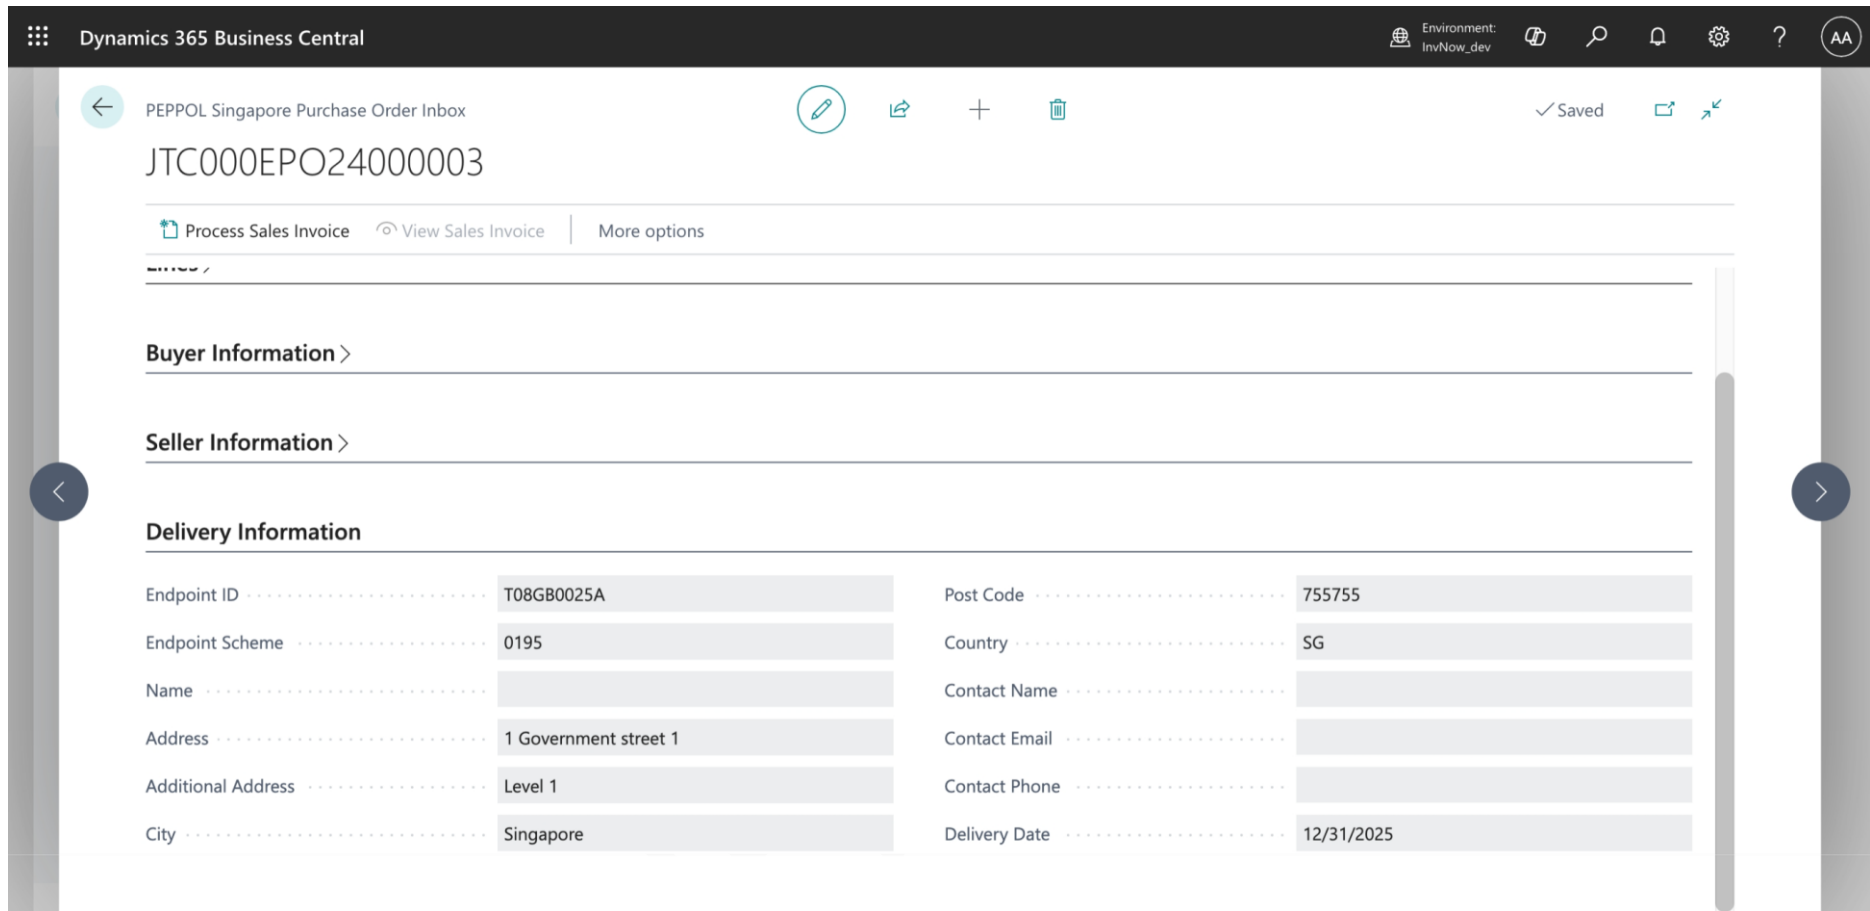 Dynamics 365 Business Central
Environment:
InvNow_dev
?
AA
PEPPOL Singapore Purchase Order Inbox
Saved
JTC000EPO24000003
Process Sales Invoice
View Sales Invoice
More options
Buyer Information
Seller Information
Delivery Information
Endpoint ID T08GB0025A
Post Code 755755
Endpoint Scheme 0195
Country SG
Name
Contact Name
Address 1 Government street 1
Contact Email
Additional Address Level 1
Contact Phone
City Singapore
Delivery Date 12/31/2025